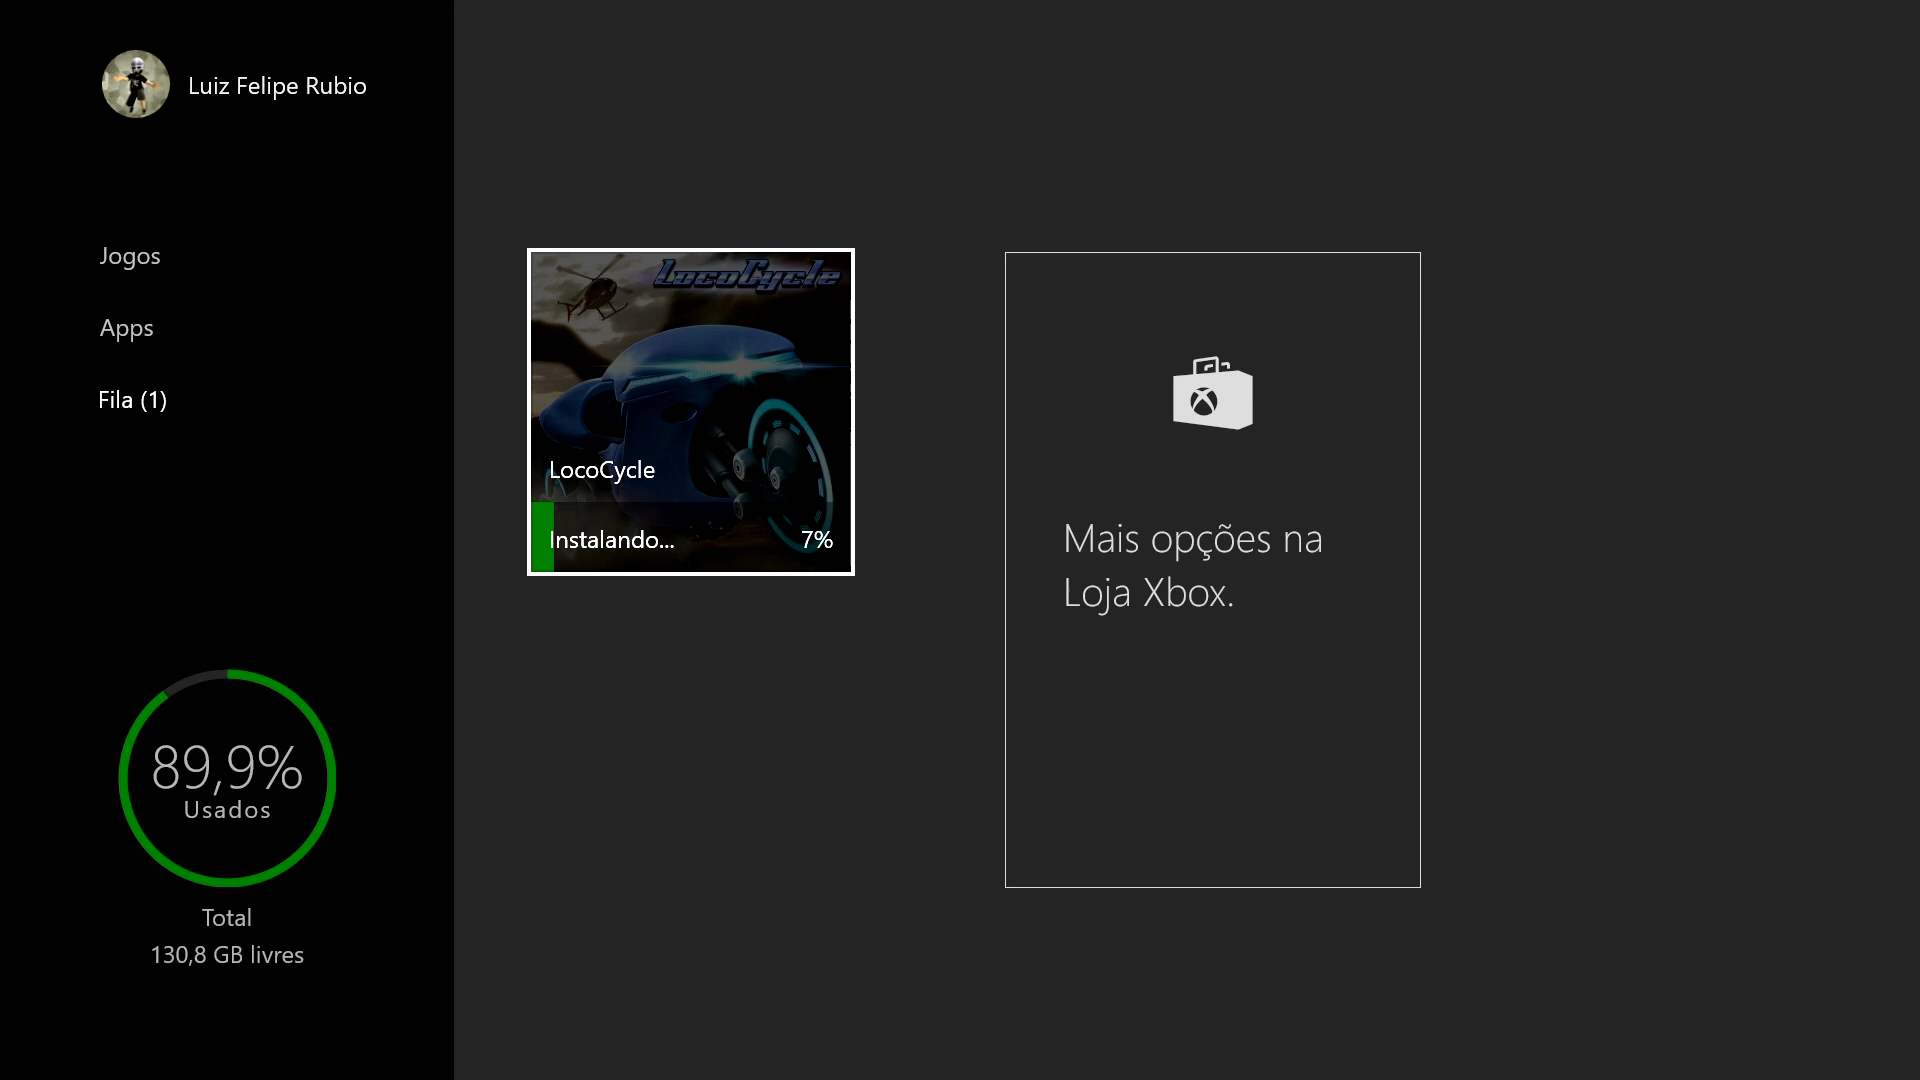 Luiz Felipe Rubio
Jogos
Apps
Fila (1)
89,9%
Usados
Total
130,8 GB livres
LocoCycle
LocoCycle
Instalando... 7%
Mais opções na
Loja Xbox.